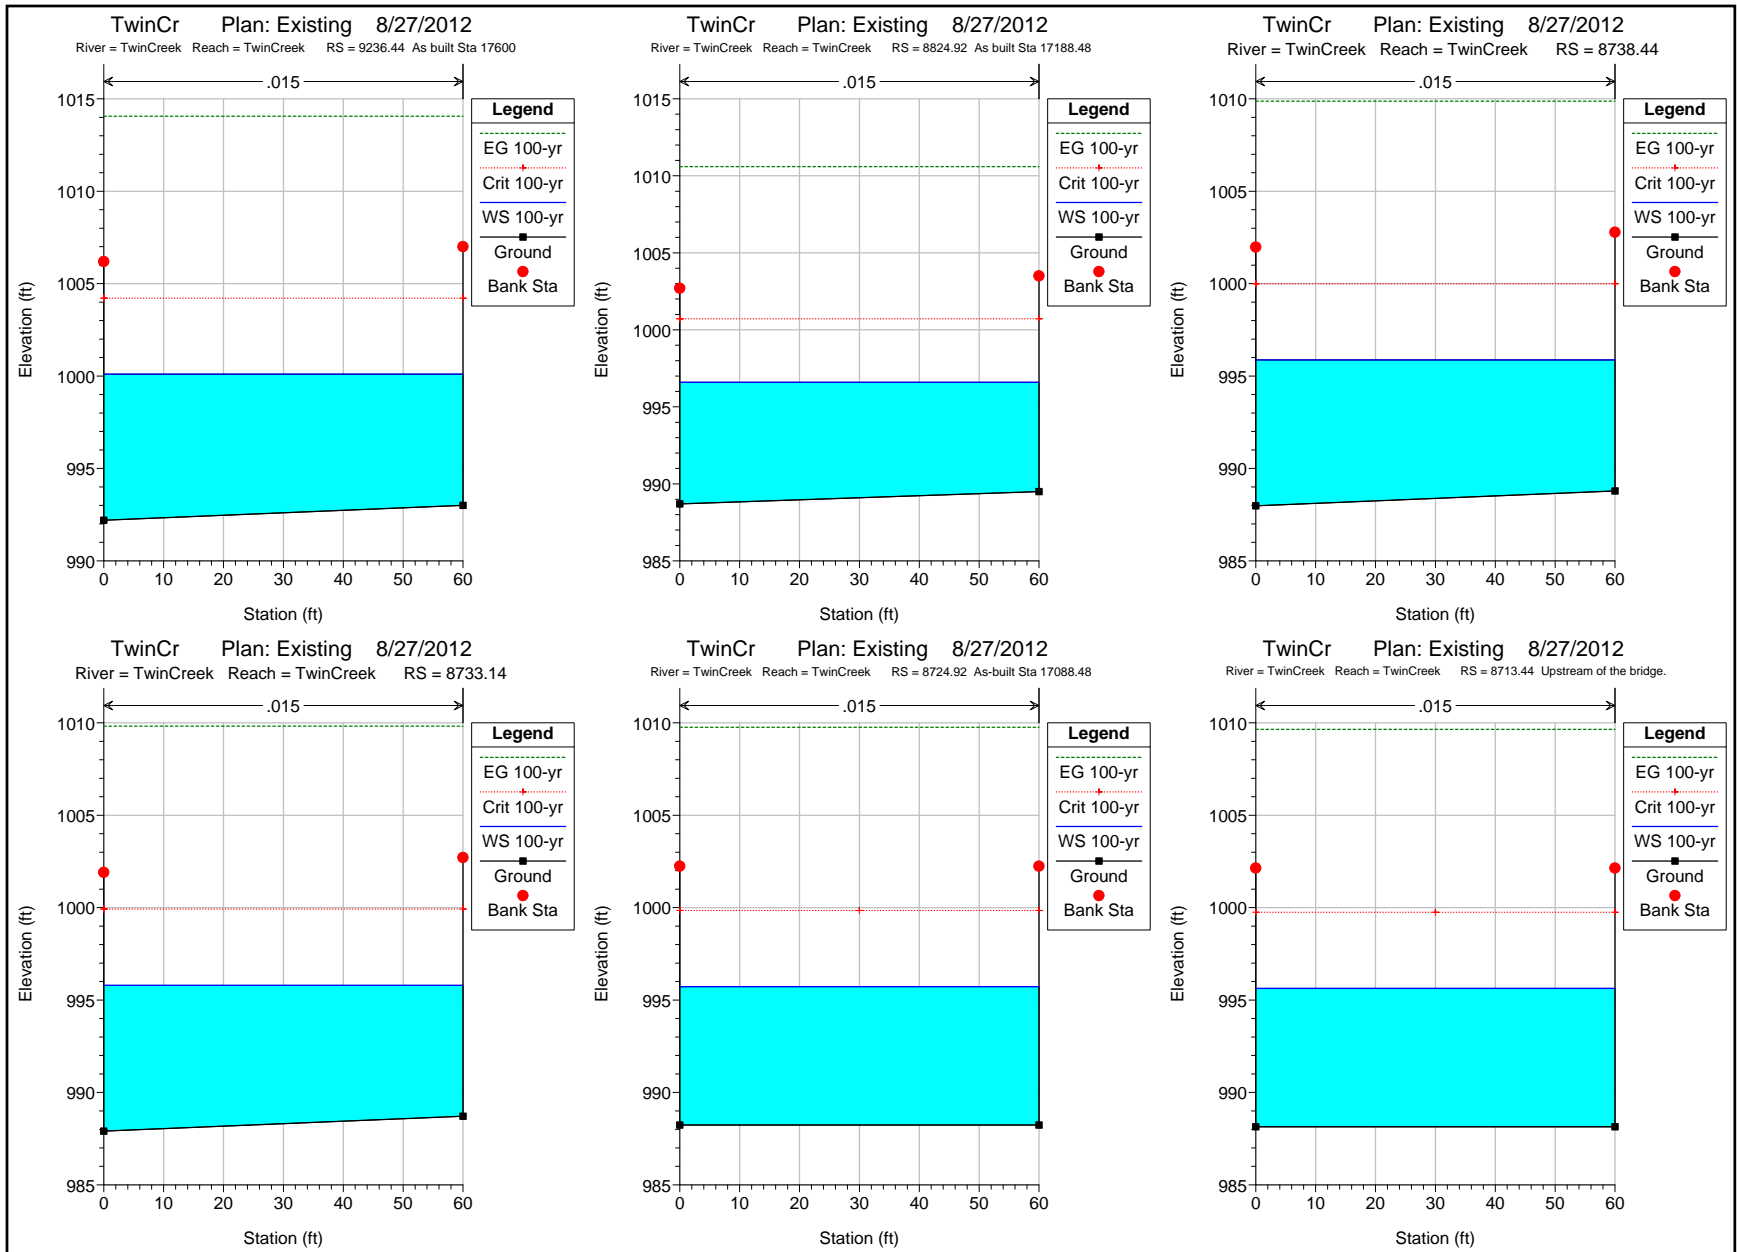 TwinCr Plan: Existing 8/27/2012
River = TwinCreek Reach = TwinCreek RS = 9236.44 As built Sta 17600
.015
1015
1010
1005
1000
995
990
Elevation (ft)
0 10 20 30 40 50 60
Station (ft)
Legend
EG 100-yr
Crit 100-yr
WS 100-yr
Ground
Bank Sta
TwinCr Plan: Existing 8/27/2012
River = TwinCreek Reach = TwinCreek RS = 8824.92 As built Sta 17188.48
.015
1015
1010
1005
1000
995
990
985
Elevation (ft)
0 10 20 30 40 50 60
Station (ft)
Legend
EG 100-yr
Crit 100-yr
WS 100-yr
Ground
Bank Sta
TwinCr Plan: Existing 8/27/2012
River = TwinCreek Reach = TwinCreek RS = 8738.44
.015
1010
1005
1000
995
990
985
Elevation (ft)
0 10 20 30 40 50 60
Station (ft)
Legend
EG 100-yr
Crit 100-yr
WS 100-yr
Ground
Bank Sta
TwinCr Plan: Existing 8/27/2012
River = TwinCreek Reach = TwinCreek RS = 8733.14
.015
1010
1005
1000
995
990
985
Elevation (ft)
0 10 20 30 40 50 60
Station (ft)
Legend
EG 100-yr
Crit 100-yr
WS 100-yr
Ground
Bank Sta
TwinCr Plan: Existing 8/27/2012
River = TwinCreek Reach = TwinCreek RS = 8724.92 As-built Sta 17088.48
.015
1010
1005
1000
995
990
985
Elevation (ft)
0 10 20 30 40 50 60
Station (ft)
Legend
EG 100-yr
Crit 100-yr
WS 100-yr
Ground
Bank Sta
TwinCr Plan: Existing 8/27/2012
River = TwinCreek Reach = TwinCreek RS = 8713.44 Upstream of the bridge.
.015
1010
1005
1000
995
990
985
Elevation (ft)
0 10 20 30 40 50 60
Station (ft)
Legend
EG 100-yr
Crit 100-yr
WS 100-yr
Ground
Bank Sta